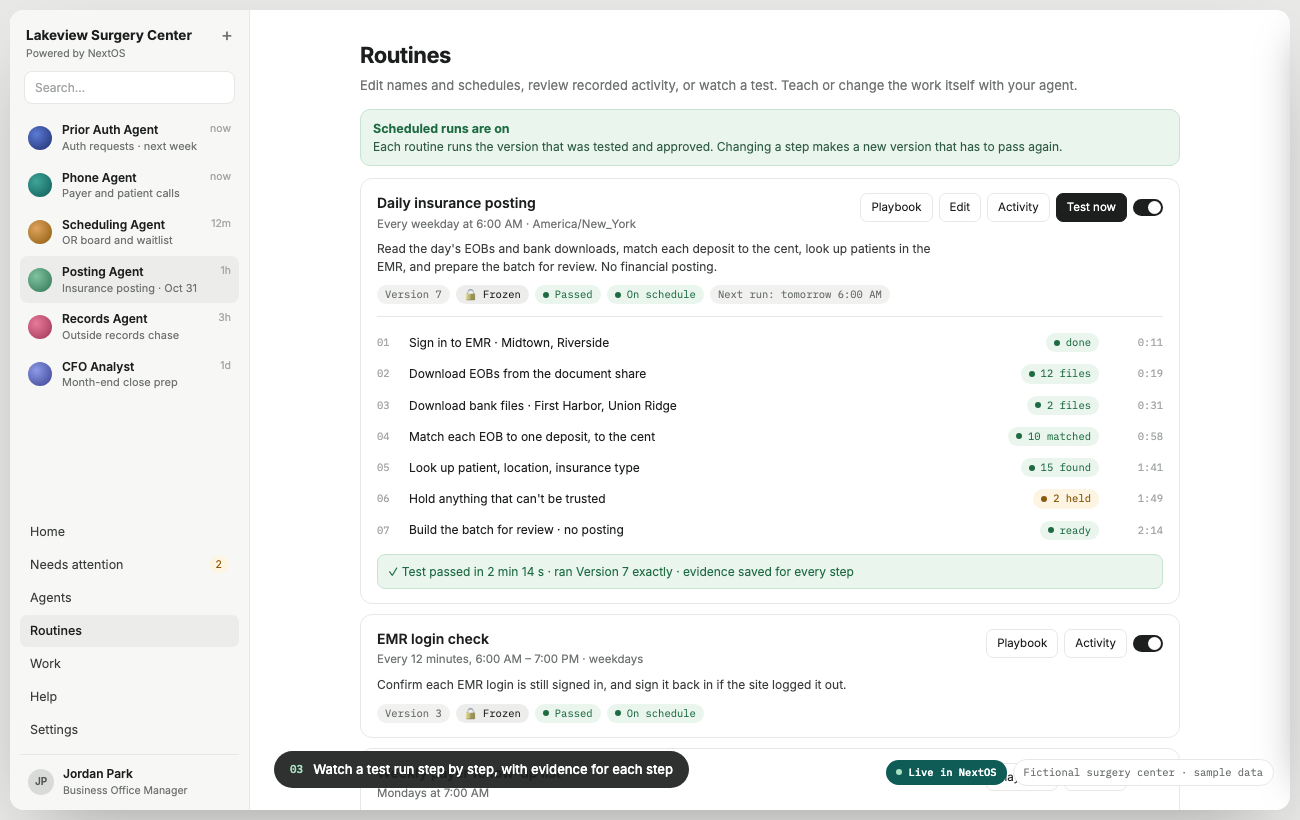 Lakeview Surgery Center
+
Powered by NextOS
Search...
Prior Auth Agent
now
Auth requests · next week
Phone Agent
now
Payer and patient calls
Scheduling Agent
12m
OR board and waitlist
Posting Agent
1h
Insurance posting · Oct 31
Records Agent
3h
Outside records chase
CFO Analyst
1d
Month-end close prep
Home
Needs attention
2
Agents
Routines
Work
Help
Settings
JP
Jordan Park
Business Office Manager
Routines
Edit names and schedules, review recorded activity, or watch a test. Teach or change the work itself with your agent.
Scheduled runs are on
Each routine runs the version that was tested and approved. Changing a step makes a new version that has to pass again.
Daily insurance posting
Playbook
Edit
Activity
Test now
Every weekday at 6:00 AM · America/New_York
Read the day's EOBs and bank downloads, match each deposit to the cent, look up patients in the
EMR, and prepare the batch for review. No financial posting.
Version 7
Frozen
Passed
On schedule
Next run: tomorrow 6:00 AM
01 Sign in to EMR · Midtown, Riverside done 0:11
02 Download EOBs from the document share 12 files 0:19
03 Download bank files · First Harbor, Union Ridge 2 files 0:31
04 Match each EOB to one deposit, to the cent 10 matched 0:58
05 Look up patient, location, insurance type 15 found 1:41
06 Hold anything that can't be trusted 2 held 1:49
07 Build the batch for review · no posting ready 2:14
✓ Test passed in 2 min 14 s · ran Version 7 exactly · evidence saved for every step
EMR login check
Playbook
Activity
Every 12 minutes, 6:00 AM – 7:00 PM · weekdays
Confirm each EMR login is still signed in, and sign it back in if the site logged it out.
Version 3
Frozen
Passed
On schedule
03 Watch a test run step by step, with evidence for each step
Live in NextOS
Fictional surgery center · sample data
Mondays at 7:00 AM